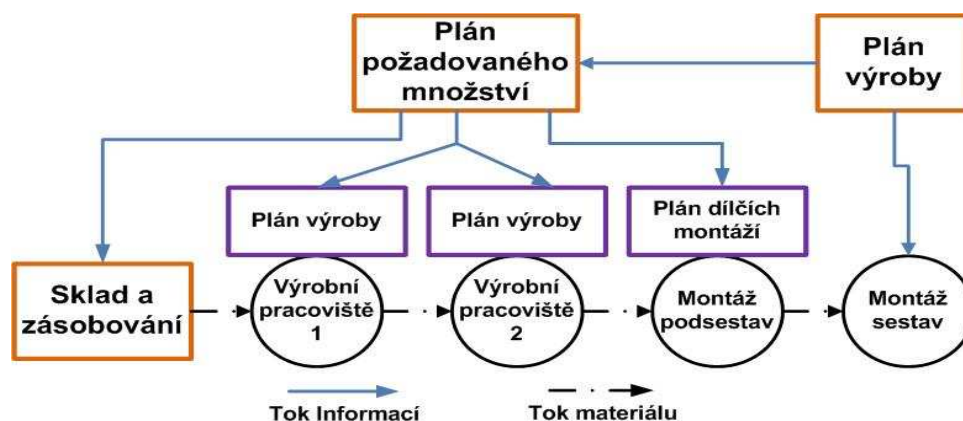 Plán
požadovaného
množství
Plán
výroby
Plán výroby
Plán výroby
Plán dílčích
montáží
Sklad a
zásobování
Výrobní
pracoviště
1
Výrobní
pracoviště
2
Montáž
podsestav
Montáž
sestav
Tok Informací
Tok materiálu